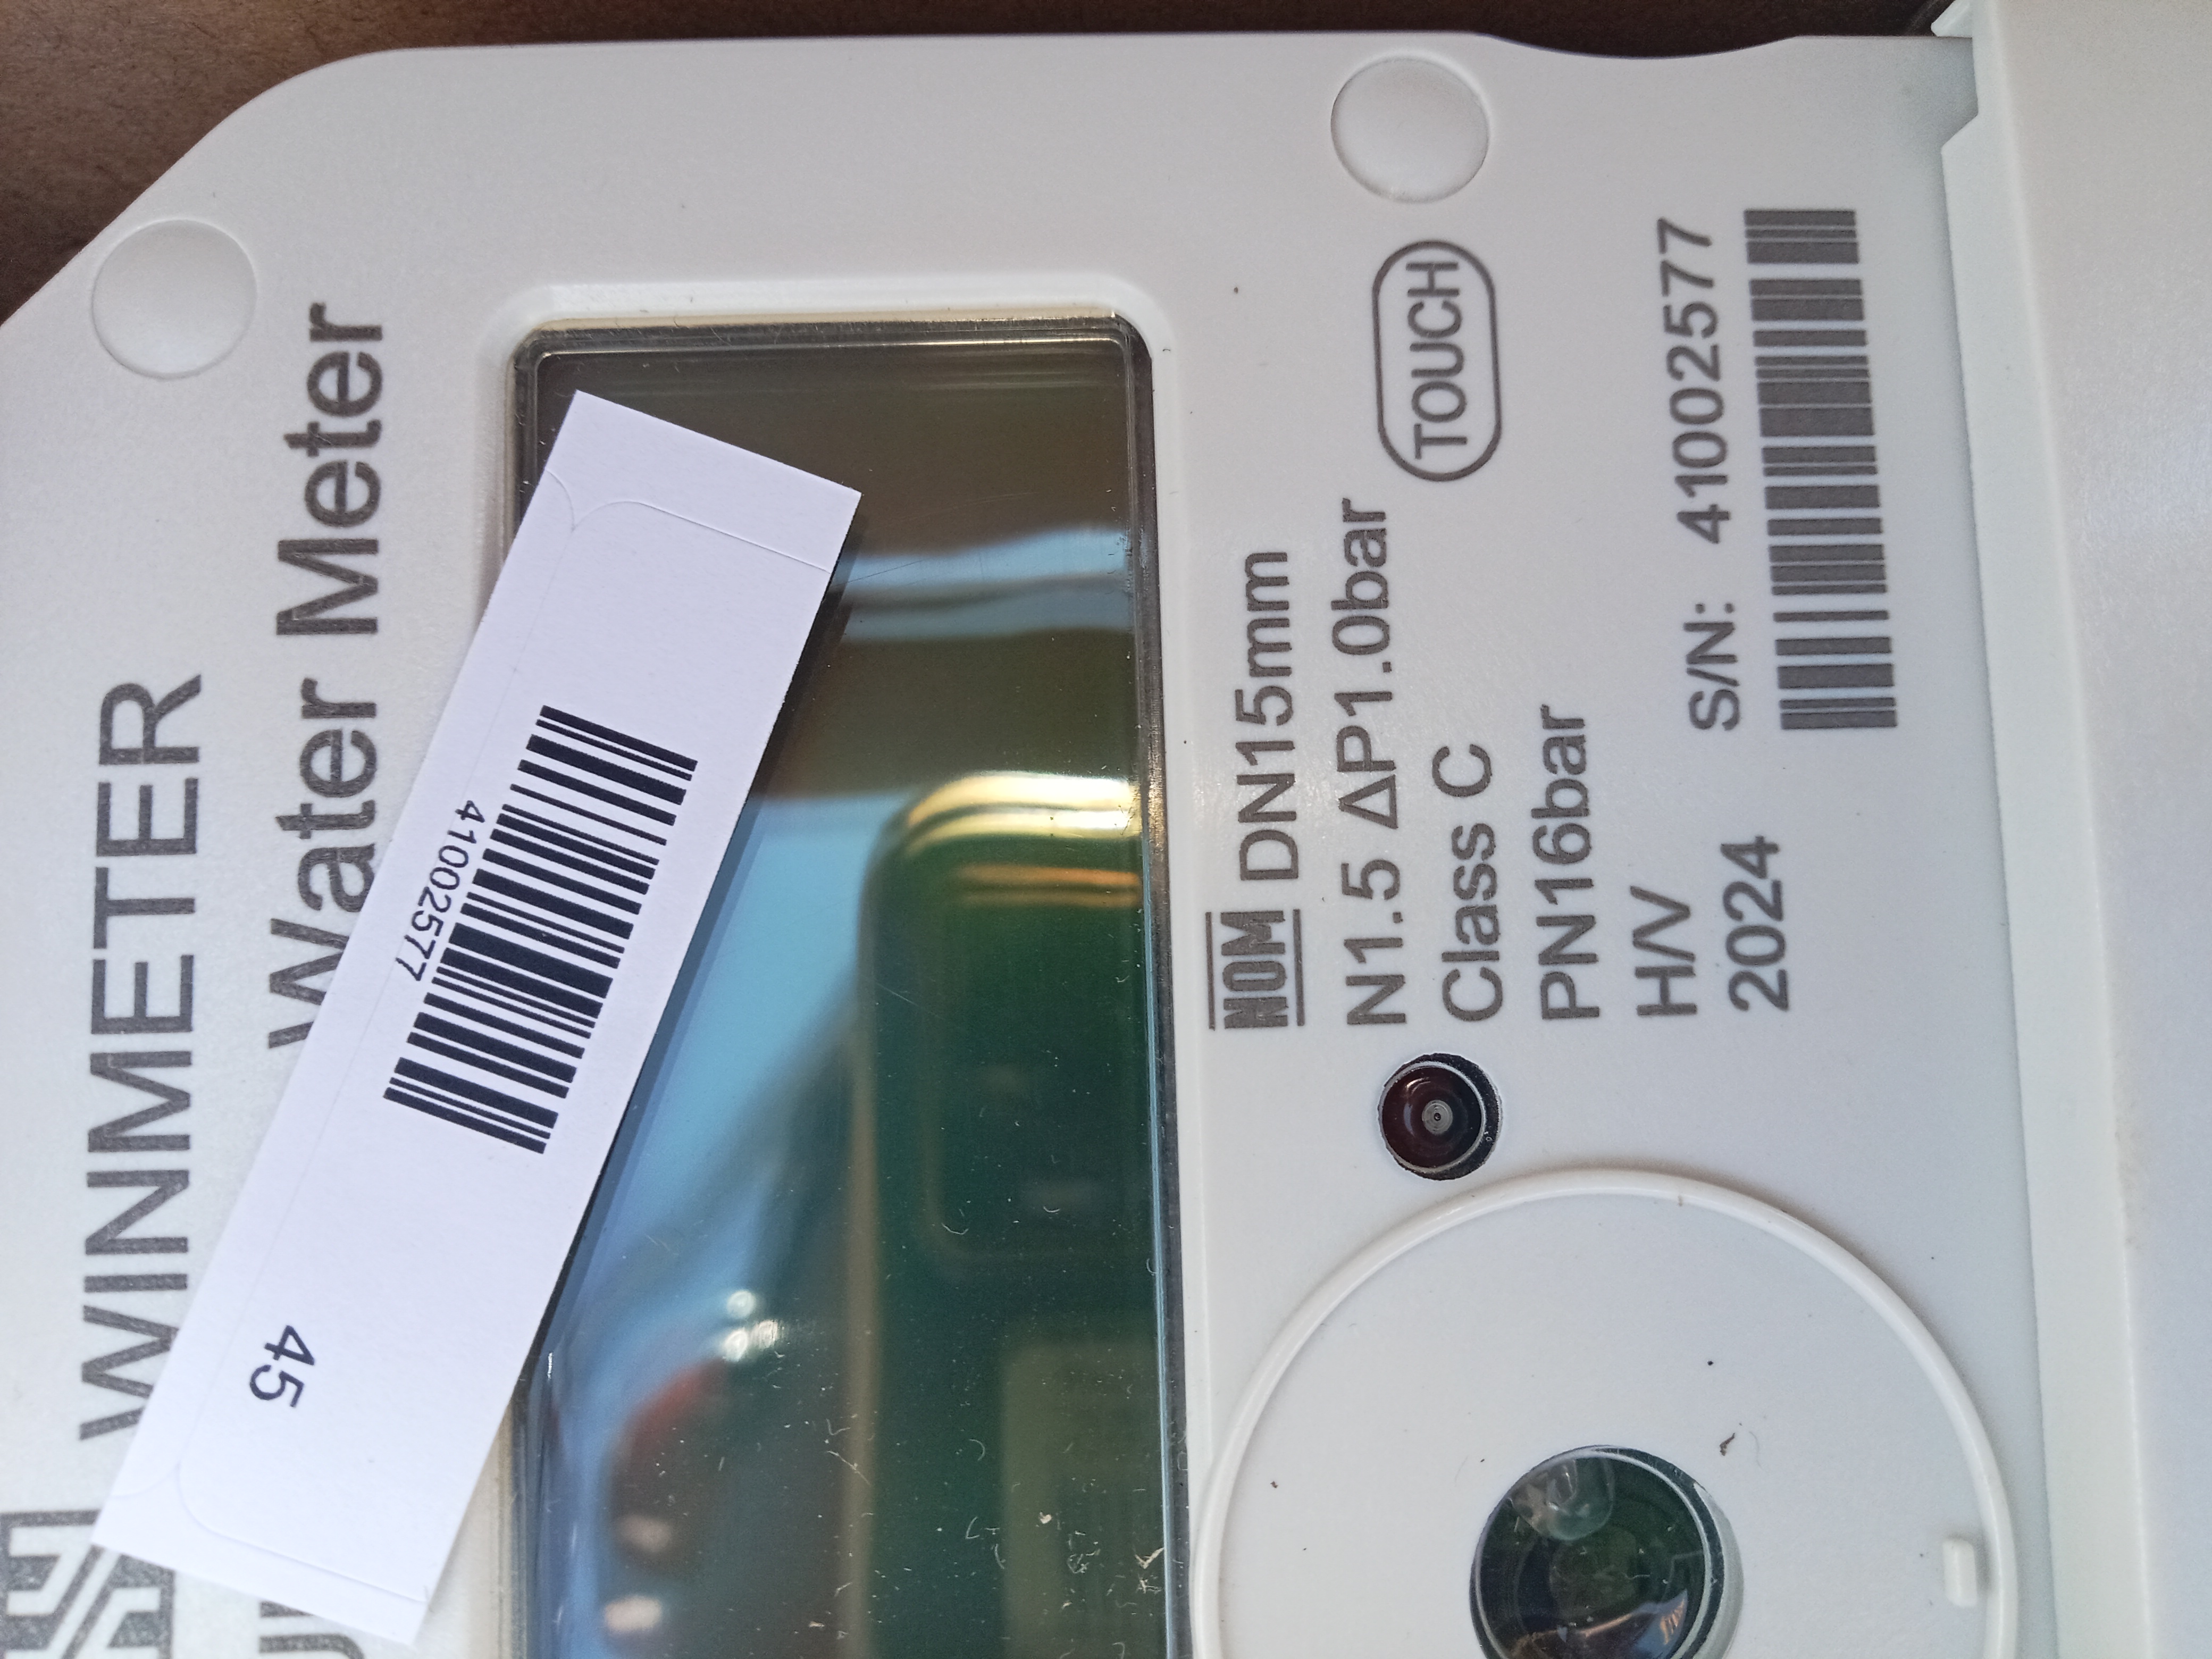 WINMETER
Water Meter
41002577
45
NOM DN15mm
N1.5 ΔP1.0bar
TOUCH
Class C
PN16bar
H/V
2024
S/N: 41002577